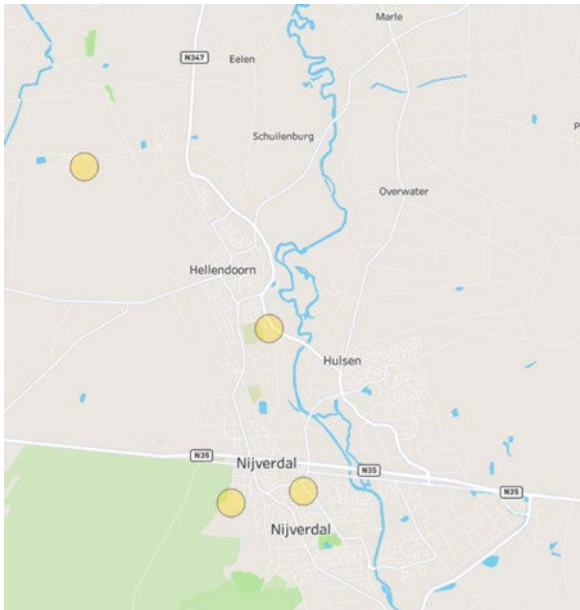 Marle
N347
Eelen
Schuilenburg
P
Overwater
Hellendoorn
Hulsen
N35
Nijverdal
N35
N35
Nijverdal